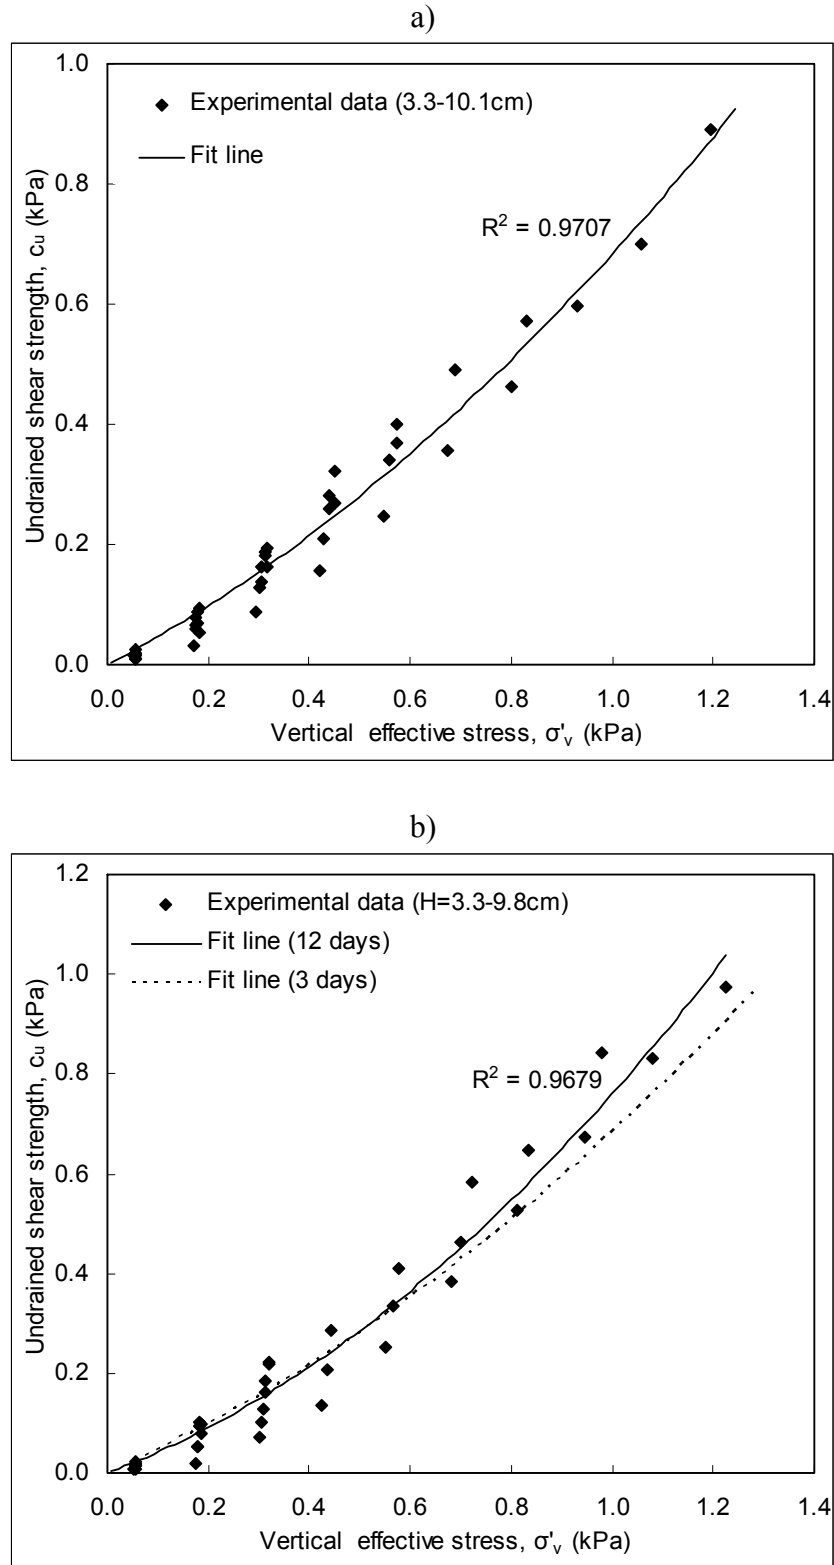 a)
1.0
Experimental data (3.3-10.1cm)
Fit line
0.8
R² = 0.9707
0.6
0.4
0.2
0.0
Undrained shear strength, cᵤ (kPa)
0.0 0.2 0.4 0.6 0.8 1.0 1.2 1.4
Vertical effective stress, σ'ᵥ (kPa)
b)
1.2
Experimental data (H=3.3-9.8cm)
Fit line (12 days)
Fit line (3 days)
1.0
0.8
R² = 0.9679
0.6
0.4
0.2
0.0
Undrained shear strength, cᵤ (kPa)
0.0 0.2 0.4 0.6 0.8 1.0 1.2 1.4
Vertical effective stress, σ'ᵥ (kPa)